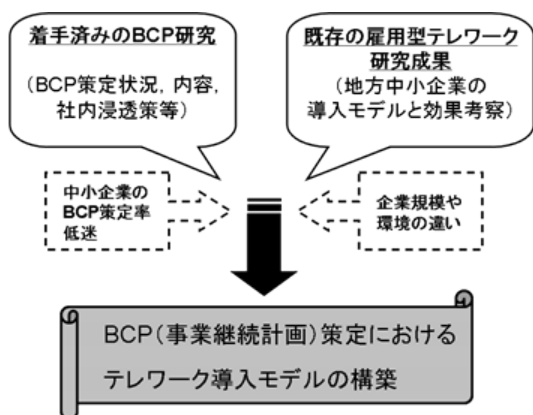 着手済みのBCP研究
(BCP策定状況，内容，
社内浸透策等)
既存の雇用型テレワーク
研究成果
(地方中小企業の
導入モデルと効果考察)
中小企業の
BCP策定率
低迷
企業規模や
環境の違い
BCP(事業継続計画)策定における
テレワーク導入モデルの構築